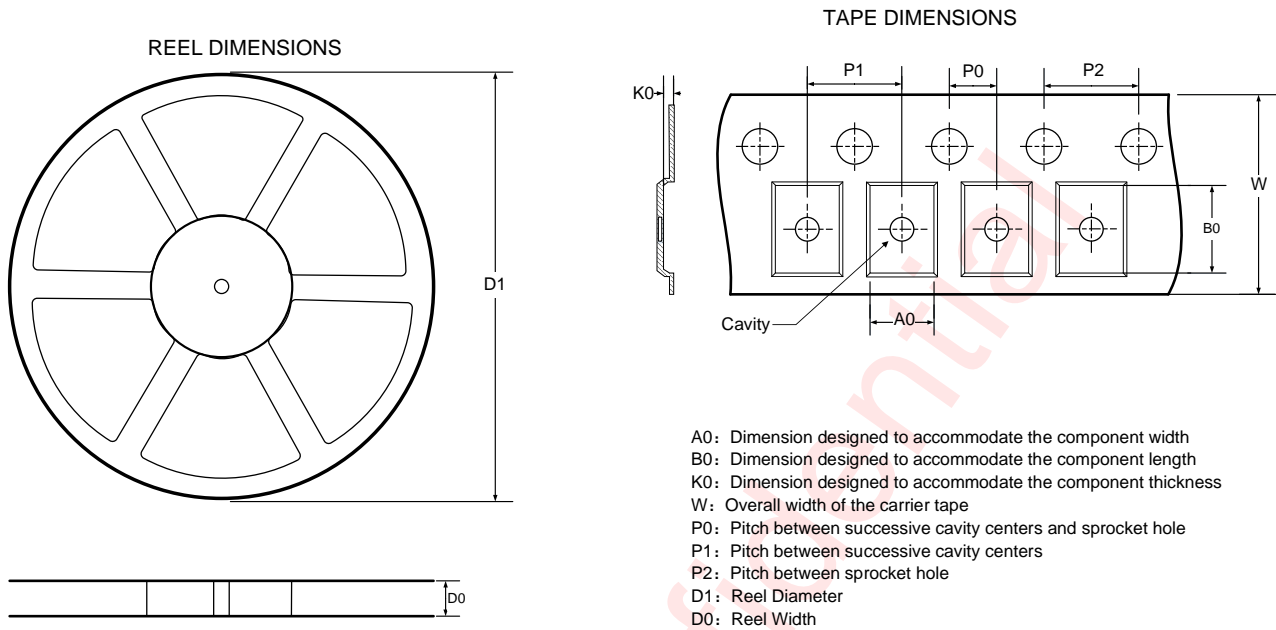 TAPE DIMENSIONS
REEL DIMENSIONS
P1
P0
P2
K0
W
B0
D1
Cavity
A0
A0：Dimension designed to accommodate the component width
B0：Dimension designed to accommodate the component length
K0：Dimension designed to accommodate the component thickness
W：Overall width of the carrier tape
P0：Pitch between successive cavity centers and sprocket hole
P1：Pitch between successive cavity centers
P2：Pitch between sprocket hole
D1：Reel Diameter
D0：Reel Width
D0
fidential